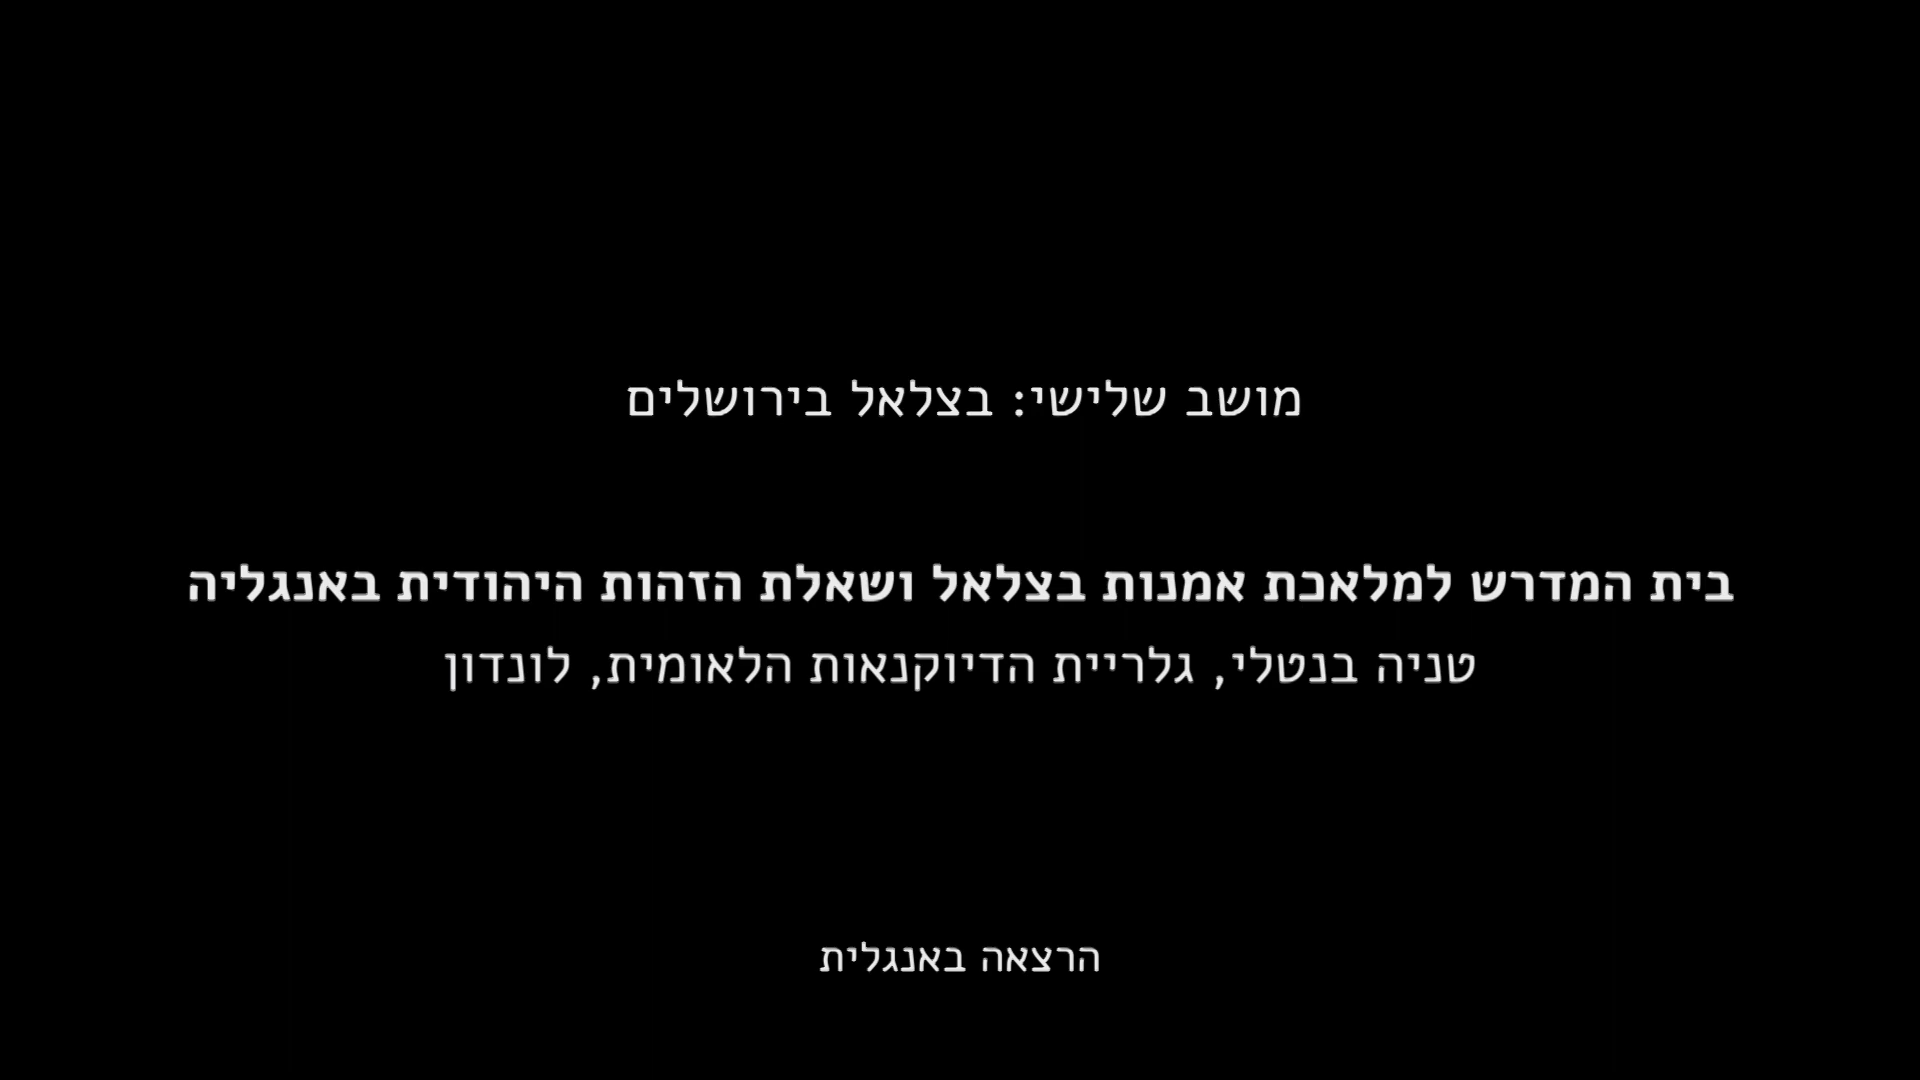 מושב שלישי: בצלאל בירושלים
בית המדרש למלאכת אמנות בצלאל ושאלת הזהות היהודית באנגליה
טניה בנטלי, גלריית הדיוקנאות הלאומית, לונדון
הרצאה באנגלית